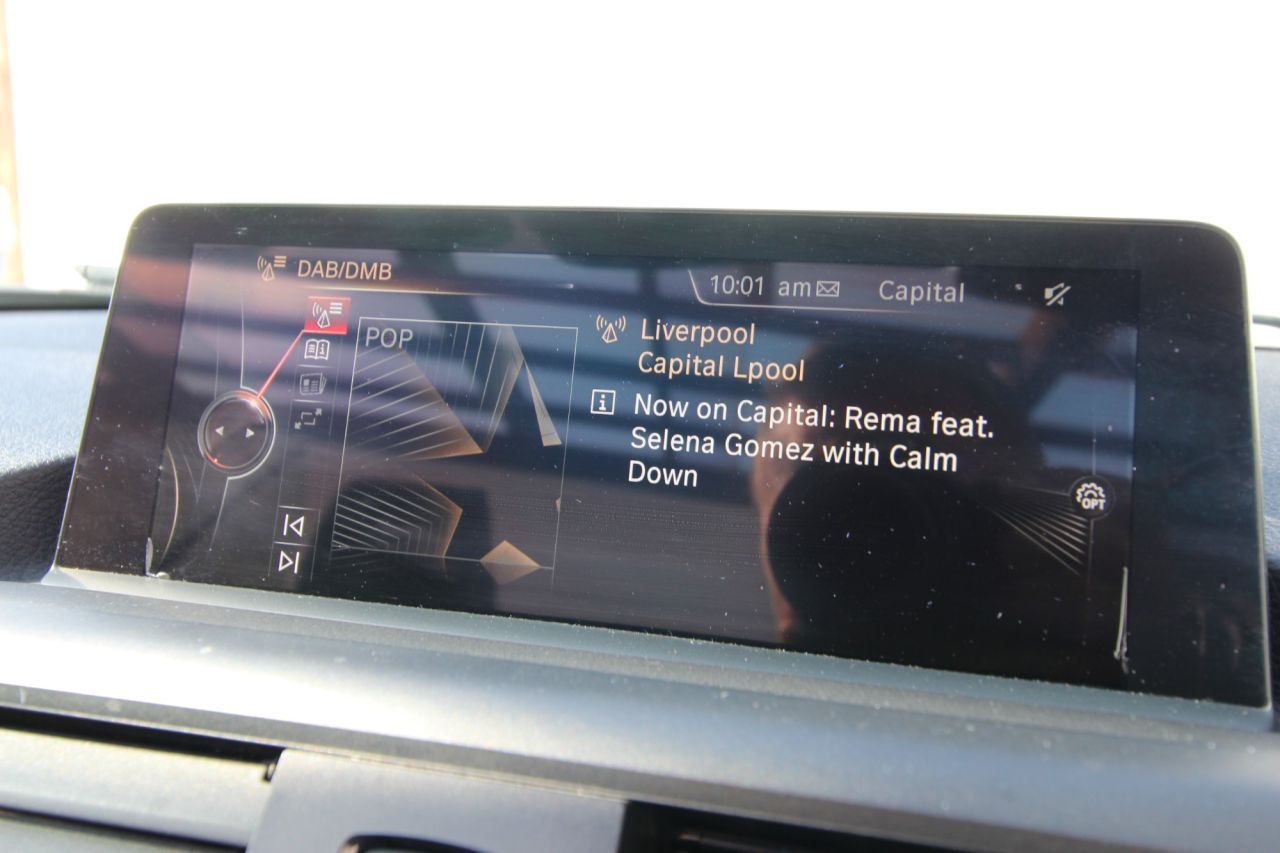 DAB/DMB
10:01 am
Capital
POP
Liverpool
Capital Lpool
Now on Capital: Rema feat.
Selena Gomez with Calm
Down
OPT